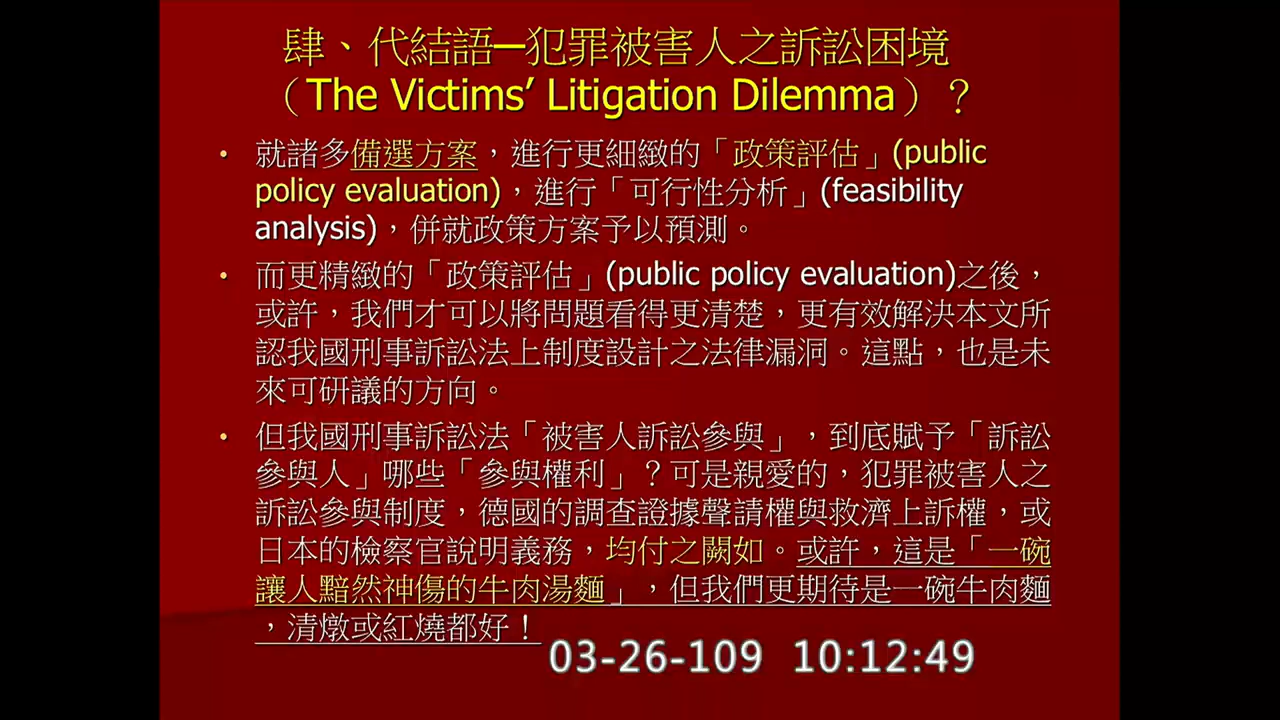 肆、代結語─犯罪被害人之訴訟困境
（The Victims’ Litigation Dilemma）？
• 就諸多備選方案，進行更細緻的「政策評估」(public
policy evaluation)，進行「可行性分析」(feasibility
analysis)，併就政策方案予以預測。
• 而更精緻的「政策評估」(public policy evaluation)之後，
或許，我們才可以將問題看得更清楚，更有效解決本文所
認我國刑事訴訟法上制度設計之法律漏洞。這點，也是未
來可研議的方向。
• 但我國刑事訴訟法「被害人訴訟參與」，到底賦予「訴訟
參與人」哪些「參與權利」？可是親愛的，犯罪被害人之
訴訟參與制度，德國的調查證據聲請權與救濟上訴權，或
日本的檢察官說明義務，均付之闕如。或許，這是「一碗
讓人黯然神傷的牛肉湯麵」，但我們更期待是一碗牛肉麵
，清燉或紅燒都好！
03-26-109 10:12:49